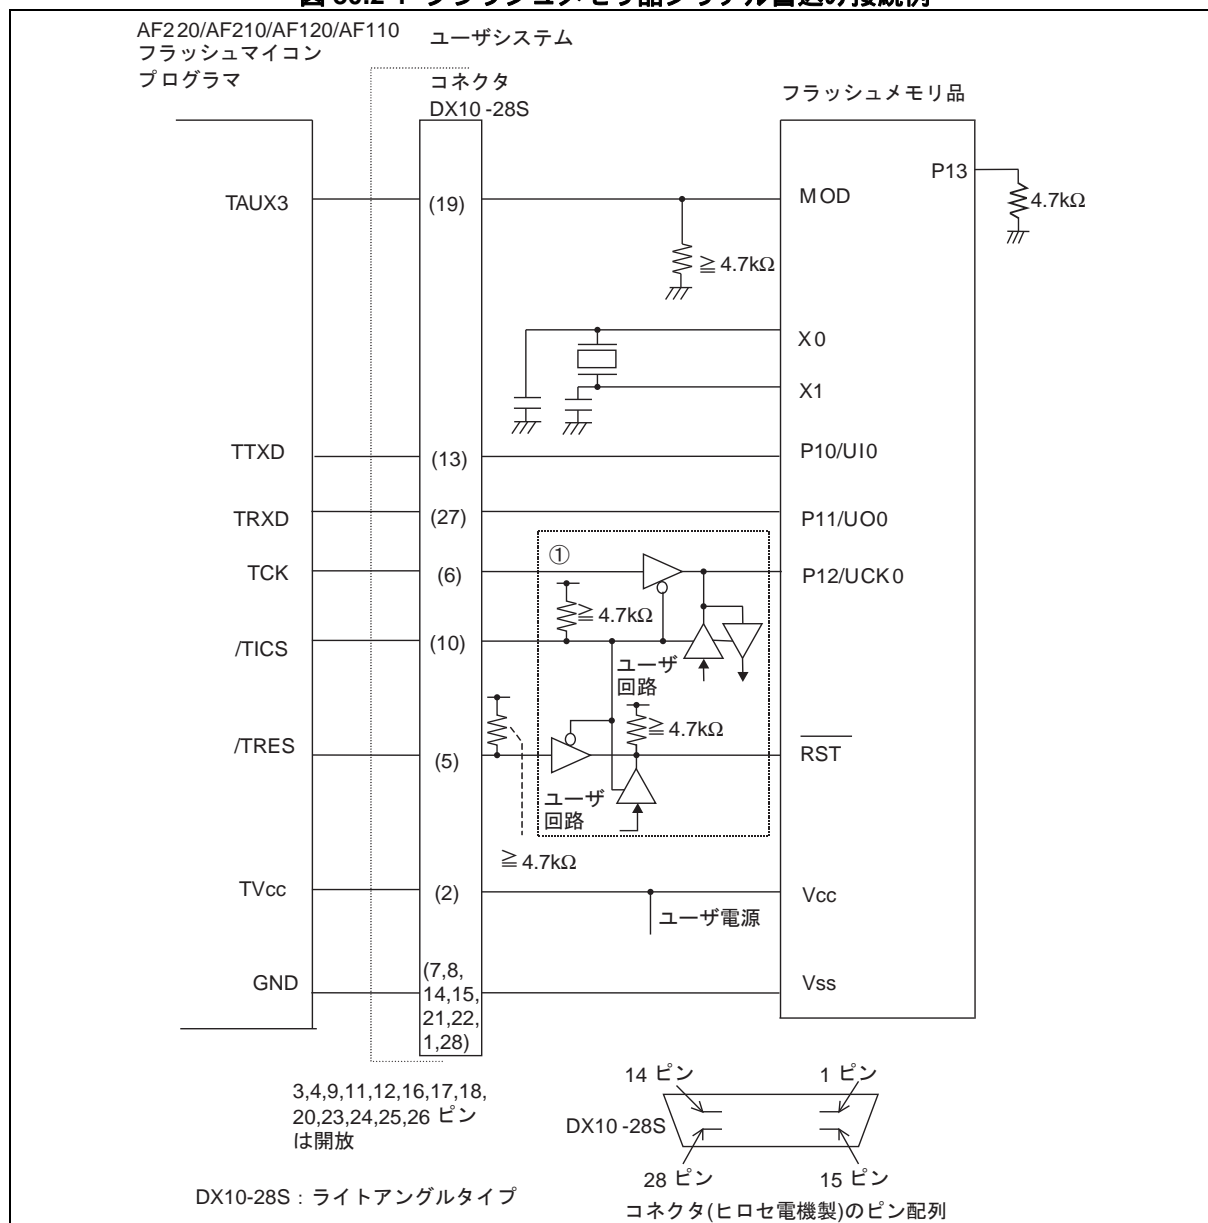 AF220/AF210/AF120/AF110
フラッシュマイコン
プログラマ
ユーザシステム
コネクタ
DX10-28S
フラッシュメモリ品
TAUX3
(19)
MOD
P13
4.7kΩ
≧4.7kΩ
X0
X1
TTXD
(13)
P10/UI0
TRXD
(27)
P11/UO0
①
TCK
(6)
P12/UCK0
≧4.7kΩ
/TICS
(10)
ユーザ
回路
≧4.7kΩ
/TRES
(5)
RST
ユーザ
回路
≧4.7kΩ
TVcc
(2)
Vcc
ユーザ電源
GND
(7,8,
14,15,
21,22,
1,28)
Vss
3,4,9,11,12,16,17,18,
20,23,24,25,26 ピン
は開放
14 ピン
1 ピン
DX10-28S
28 ピン
15 ピン
DX10-28S：ライトアングルタイプ
コネクタ(ヒロセ電機製)のピン配列